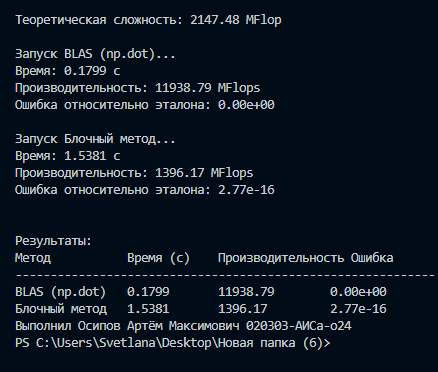 Теоретическая сложность: 2147.48 MFlop
Запуск BLAS (np.dot)...
Время: 0.1799 с
Производительность: 11938.79 MFlops
Ошибка относительно эталона: 0.00e+00
Запуск Блочный метод...
Время: 1.5381 с
Производительность: 1396.17 MFlops
Ошибка относительно эталона: 2.77e-16
Результаты:
Метод Время (с) Производительность Ошибка
------------------------------------------------------------
BLAS (np.dot) 0.1799 11938.79 0.00e+00
Блочный метод 1.5381 1396.17 2.77e-16
Выполнил Осипов Артём Максимович 020303-АИСа-о24
PS C:\Users\Svetlana\Desktop\Новая папка (6)>